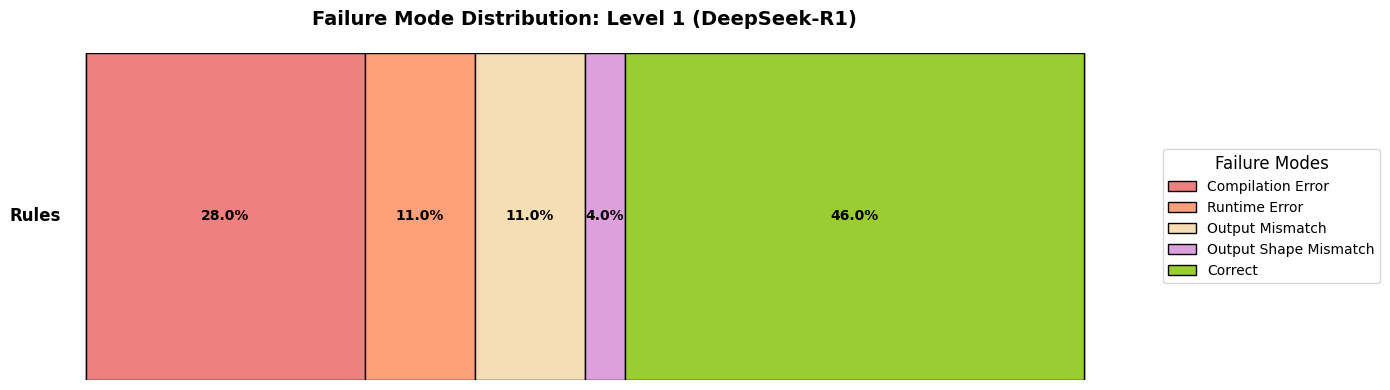 Failure Mode Distribution: Level 1 (DeepSeek-R1)
Rules
28.0%
11.0%
11.0%
4.0%
46.0%
Failure Modes
Compilation Error
Runtime Error
Output Mismatch
Output Shape Mismatch
Correct